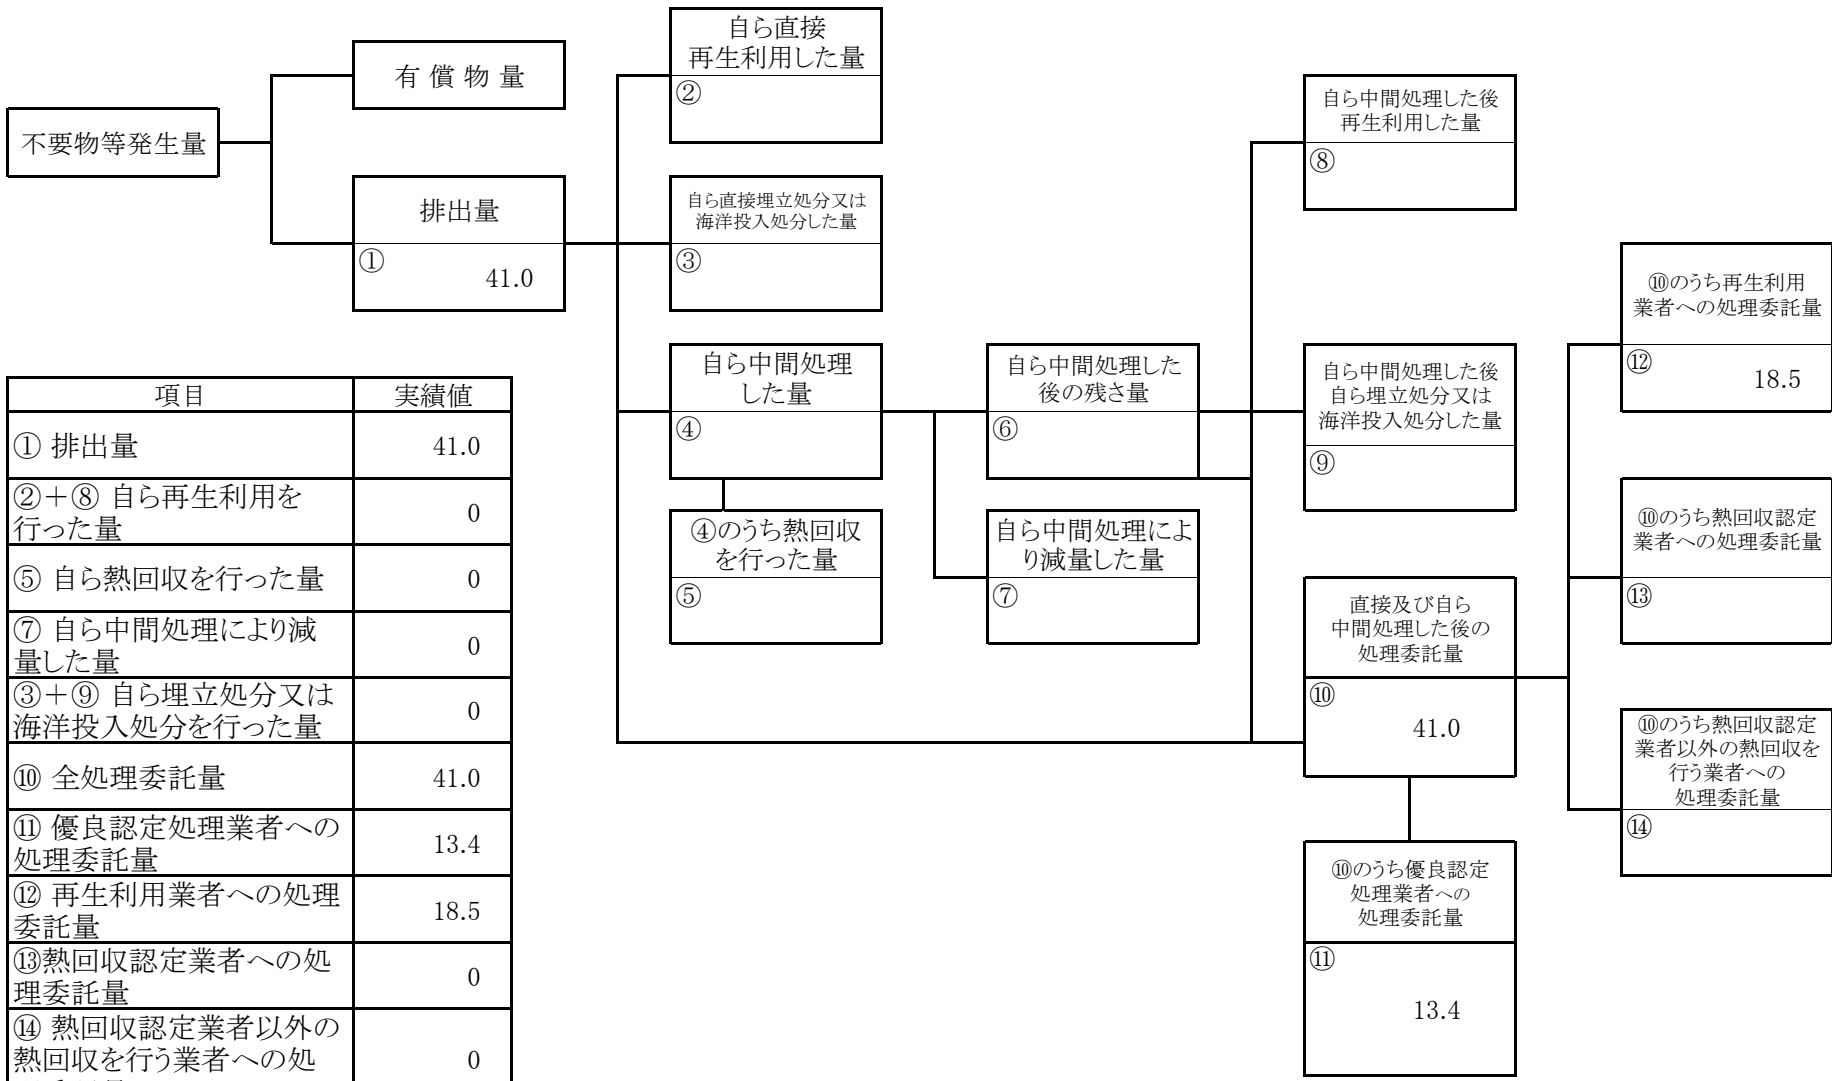 自ら直接
再生利用した量
②
有 償 物 量
不要物等発生量
排出量
①
41.0
自ら直接埋立処分又は
海洋投入処分した量
③
自ら中間処理した後
再生利用した量
⑧
自ら中間処理
した量
④
自ら中間処理した
後の残さ量
⑥
自ら中間処理した後
自ら埋立処分又は
海洋投入処分した量
⑨
⑩のうち再生利用
業者への処理委託量
⑫
18.5
④のうち熱回収
を行った量
⑤
自ら中間処理によ
り減量した量
⑦
⑩のうち熱回収認定
業者への処理委託量
⑬
直接及び自ら
中間処理した後の
処理委託量
⑩
41.0
⑩のうち熱回収認定
業者以外の熱回収を
行う業者への
処理委託量
⑭
⑩のうち優良認定
処理業者への
処理委託量
⑪
13.4
項目 実績値
① 排出量 41.0
②＋⑧ 自ら再生利用を
行った量 0
⑤ 自ら熱回収を行った量 0
⑦ 自ら中間処理により減
量した量 0
③＋⑨ 自ら埋立処分又は
海洋投入処分を行った量 0
⑩ 全処理委託量 41.0
⑪ 優良認定処理業者への
処理委託量 13.4
⑫ 再生利用業者への処理
委託量 18.5
⑬熱回収認定業者への処
理委託量 0
⑭ 熱回収認定業者以外の
熱回収を行う業者への処 0